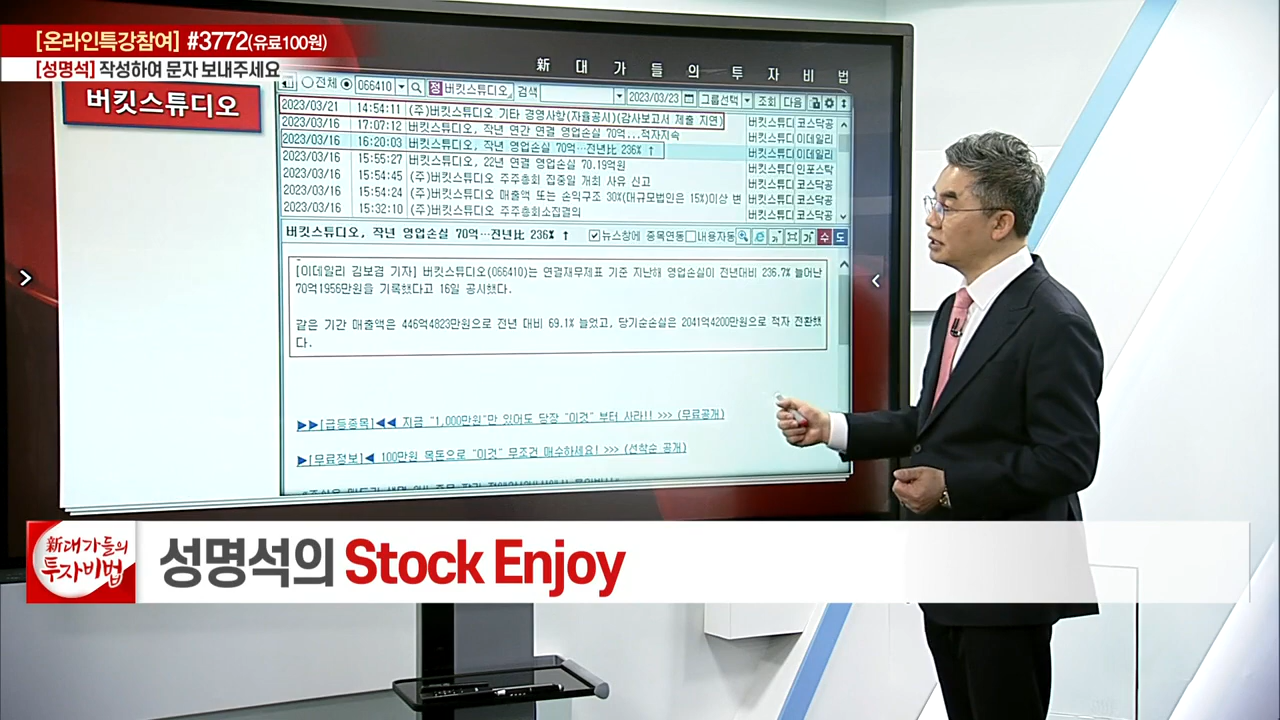 [온라인특강참여] #3772(유료100원)
[성명석] 작성하여 문자 보내주세요
新 대 가 들 의 투 자 비 법
버킷스튜디오
전체 066410 정 버킷스튜디오, 검색 2023/03/23 그룹선택 조회 다음
2023/03/21 14:54:11 (주)버킷스튜디오 기타 경영사항(자율공시)(감사보고서 제출 지연) 버킷스튜디 코스닥공
2023/03/16 17:07:12 버킷스튜디오, 작년 연간 연결 영업손실 70억...적자지속 버킷스튜디 이데일리
2023/03/16 16:20:03 버킷스튜디오, 작년 영업손실 70억…전년比 236% ↑ 버킷스튜디 이데일리
2023/03/16 15:55:27 버킷스튜디오, 22년 연결 영업손실 70.19억원 버킷스튜디 인포스탁
2023/03/16 15:54:45 (주)버킷스튜디오 주주총회 집중일 개최 사유 신고 버킷스튜디 코스닥공
2023/03/16 15:54:24 (주)버킷스튜디오 매출액 또는 손익구조 30%(대규모법인은 15%)이상 변 버킷스튜디 코스닥공
2023/03/16 15:32:10 (주)버킷스튜디오 주주총회소집결의 버킷스튜디 코스닥공
버킷스튜디오, 작년 영업손실 70억…전년比 236% ↑ 뉴스창에 종목연동 내용자동 가 가 수 도
[이데일리 김보겸 기자] 버킷스튜디오(066410)는 연결재무제표 기준 지난해 영업손실이 전년대비 236.7% 늘어난
70억1956만원을 기록했다고 16일 공시했다.
같은 기간 매출액은 446억4823만원으로 전년 대비 69.1% 늘었고, 당기순손실은 2041억4200만원으로 적자 전환했
다.
▶▶[급등종목]◀◀ 지금 "1,000만원"만 있어도 당장 "이것" 부터 사라!! >>> (무료공개)
▶[무료정보]◀ 100만원 목돈으로 "이것" 무조건 매수하세요! >>> (선착순 공개)
新대가들의
투자비법
성명석의 Stock Enjoy